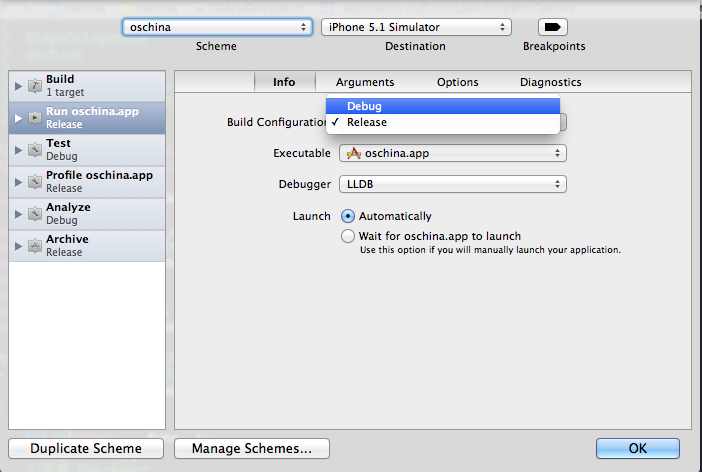 oschina
iPhone 5.1 Simulator
Scheme
Destination
Breakpoints
Build
1 target
Run oschina.app
Release
Test
Debug
Profile oschina.app
Release
Analyze
Debug
Archive
Release
Info
Arguments
Options
Diagnostics
Debug
Build Configuration
✓ Release
Executable
oschina.app
Debugger
LLDB
Launch
Automatically
Wait for oschina.app to launch
Use this option if you will manually launch your application.
Duplicate Scheme
Manage Schemes...
OK